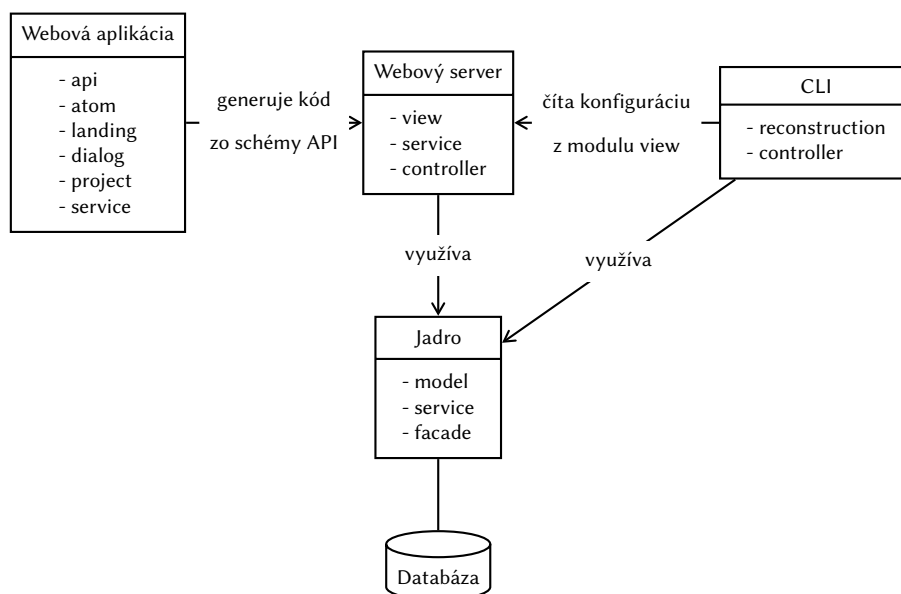 Webová aplikácia
- api
- atom
- landing
- dialog
- project
- service
generuje kód
zo schémy API
Webový server
- view
- service
- controller
číta konfiguráciu
z modulu view
CLI
- reconstruction
- controller
využíva
využíva
Jadro
- model
- service
- facade
Databáza